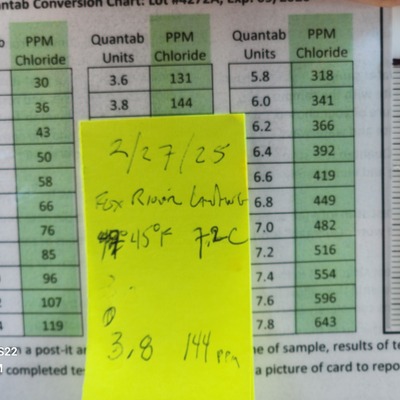 Quantab Conversion Chart: Lot #4272A, Exp.
PPM Quantab PPM Quantab PPM
Chloride Units Chloride Units Chloride
30 3.6 131 5.8 318
36 3.8 144 6.0 341
43 6.2 366
50 6.4 392
58 6.6 419
66 6.8 449
76 7.0 482
85 7.2 516
96 7.4 554
107 7.6 596
119 7.8 643
2/27/25
Fox River
45°F 7.2C
3.8 144 ppm
a post-it
e of sample, results of te
completed te
a picture of card to repo